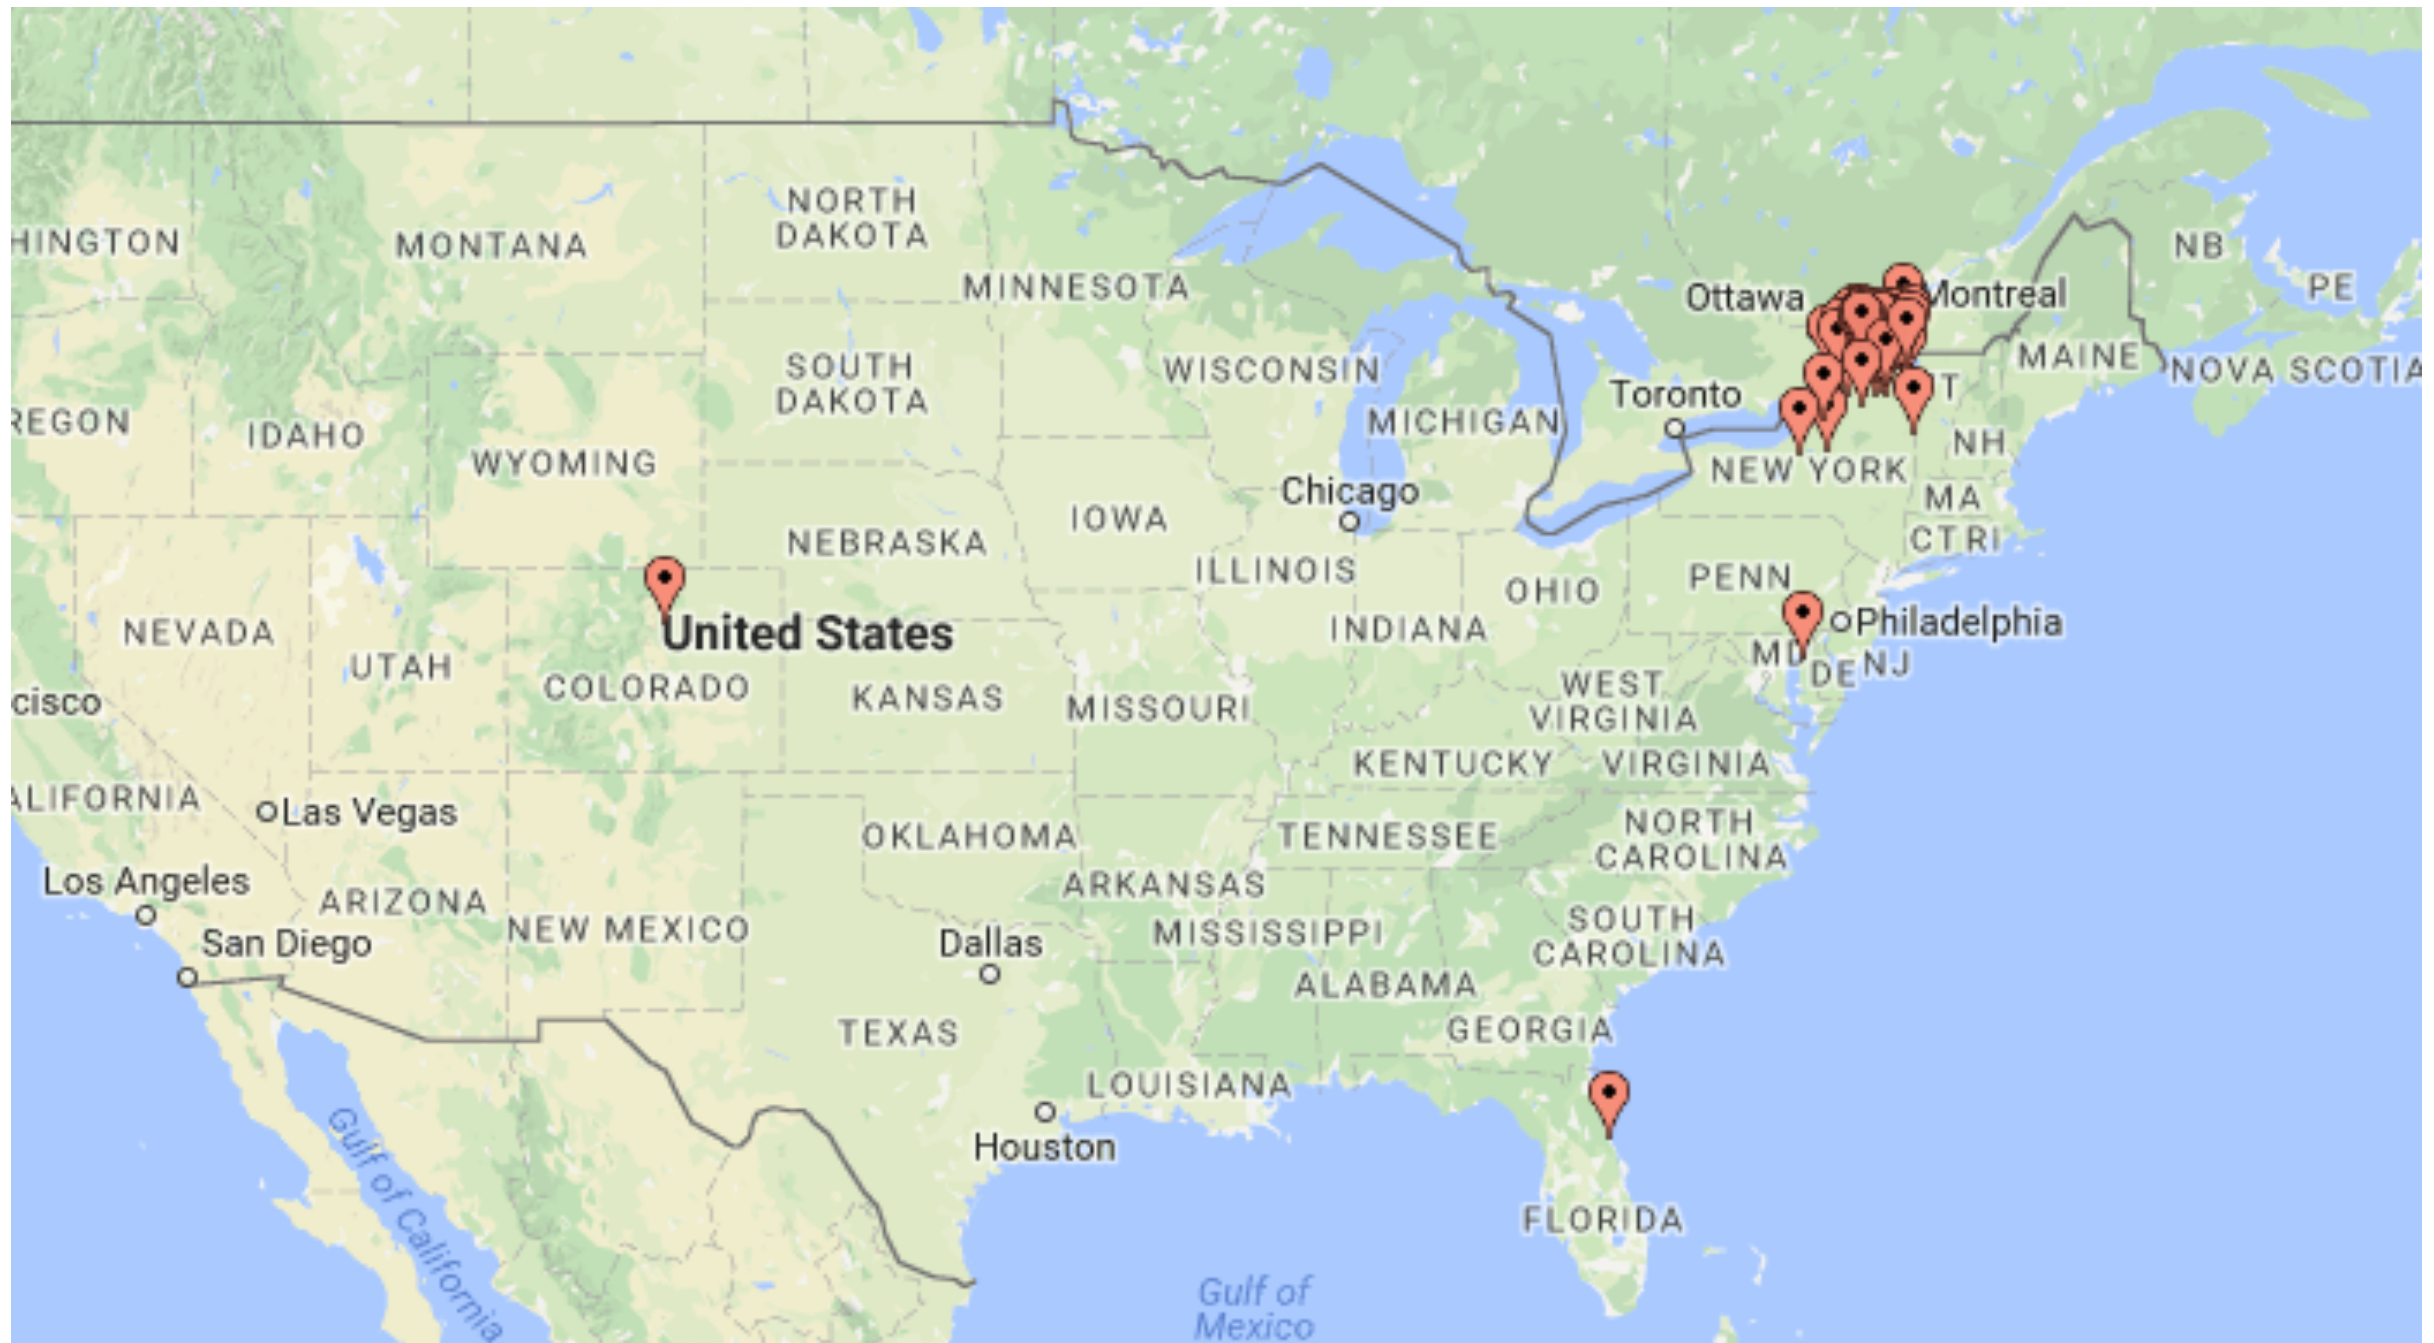 NORTH
DAKOTA
HINGTON
MONTANA
NB
MINNESOTA
PE
Ottawa
Montreal
SOUTH
DAKOTA
WISCONSIN
MAINE
NOVA SCOTIA
Toronto
T
MICHIGAN
REGON
IDAHO
NH
WYOMING
NEW YORK
Chicago
MA
IOWA
CT RI
NEBRASKA
ILLINOIS
PENN
OHIO
Philadelphia
NEVADA
United States
INDIANA
MD
DE
NJ
UTAH
COLORADO
KANSAS
WEST
VIRGINIA
cisco
MISSOURI
KENTUCKY
VIRGINIA
ALIFORNIA
Las Vegas
OKLAHOMA
TENNESSEE
NORTH
CAROLINA
Los Angeles
ARIZONA
ARKANSAS
NEW MEXICO
San Diego
Dallas
MISSISSIPPI
SOUTH
CAROLINA
ALABAMA
TEXAS
GEORGIA
LOUISIANA
Houston
Gulf of California
FLORIDA
Gulf of
Mexico